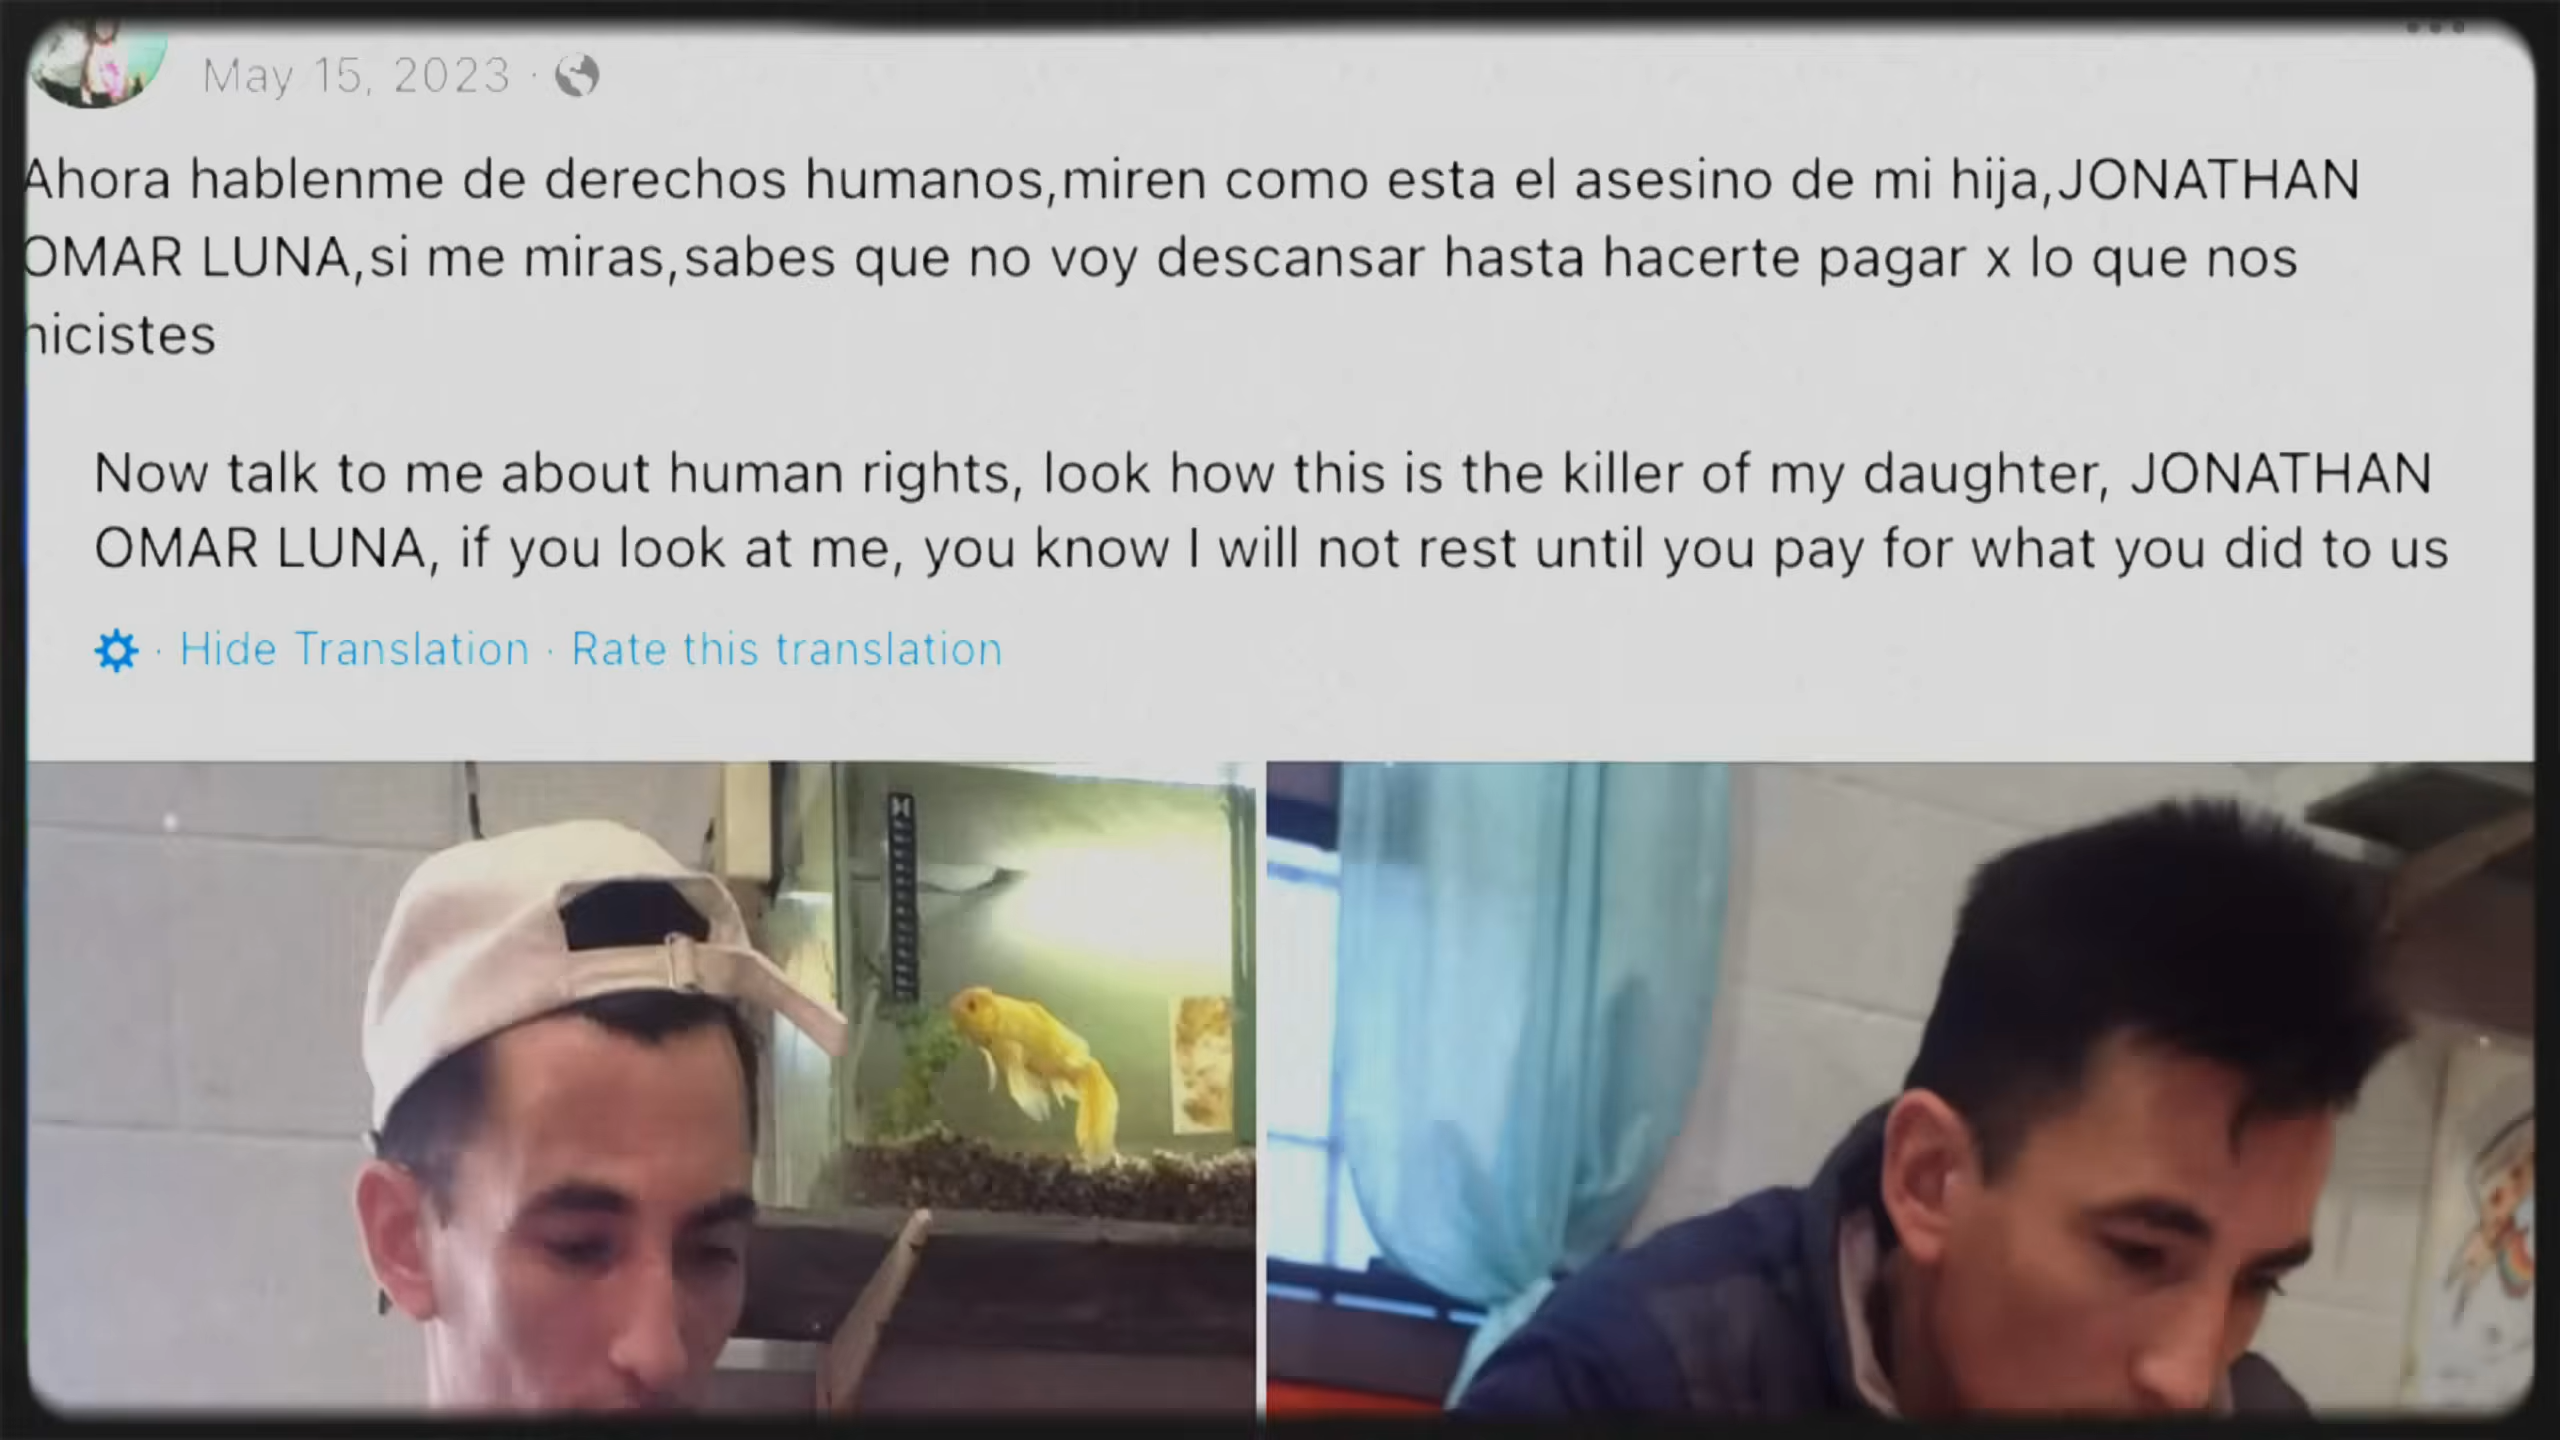 May 15, 2023 ·
Ahora hablenme de derechos humanos,miren como esta el asesino de mi hija,JONATHAN
OMAR LUNA,si me miras,sabes que no voy descansar hasta hacerte pagar x lo que nos
hicistes
Now talk to me about human rights, look how this is the killer of my daughter, JONATHAN
OMAR LUNA, if you look at me, you know I will not rest until you pay for what you did to us
· Hide Translation · Rate this translation